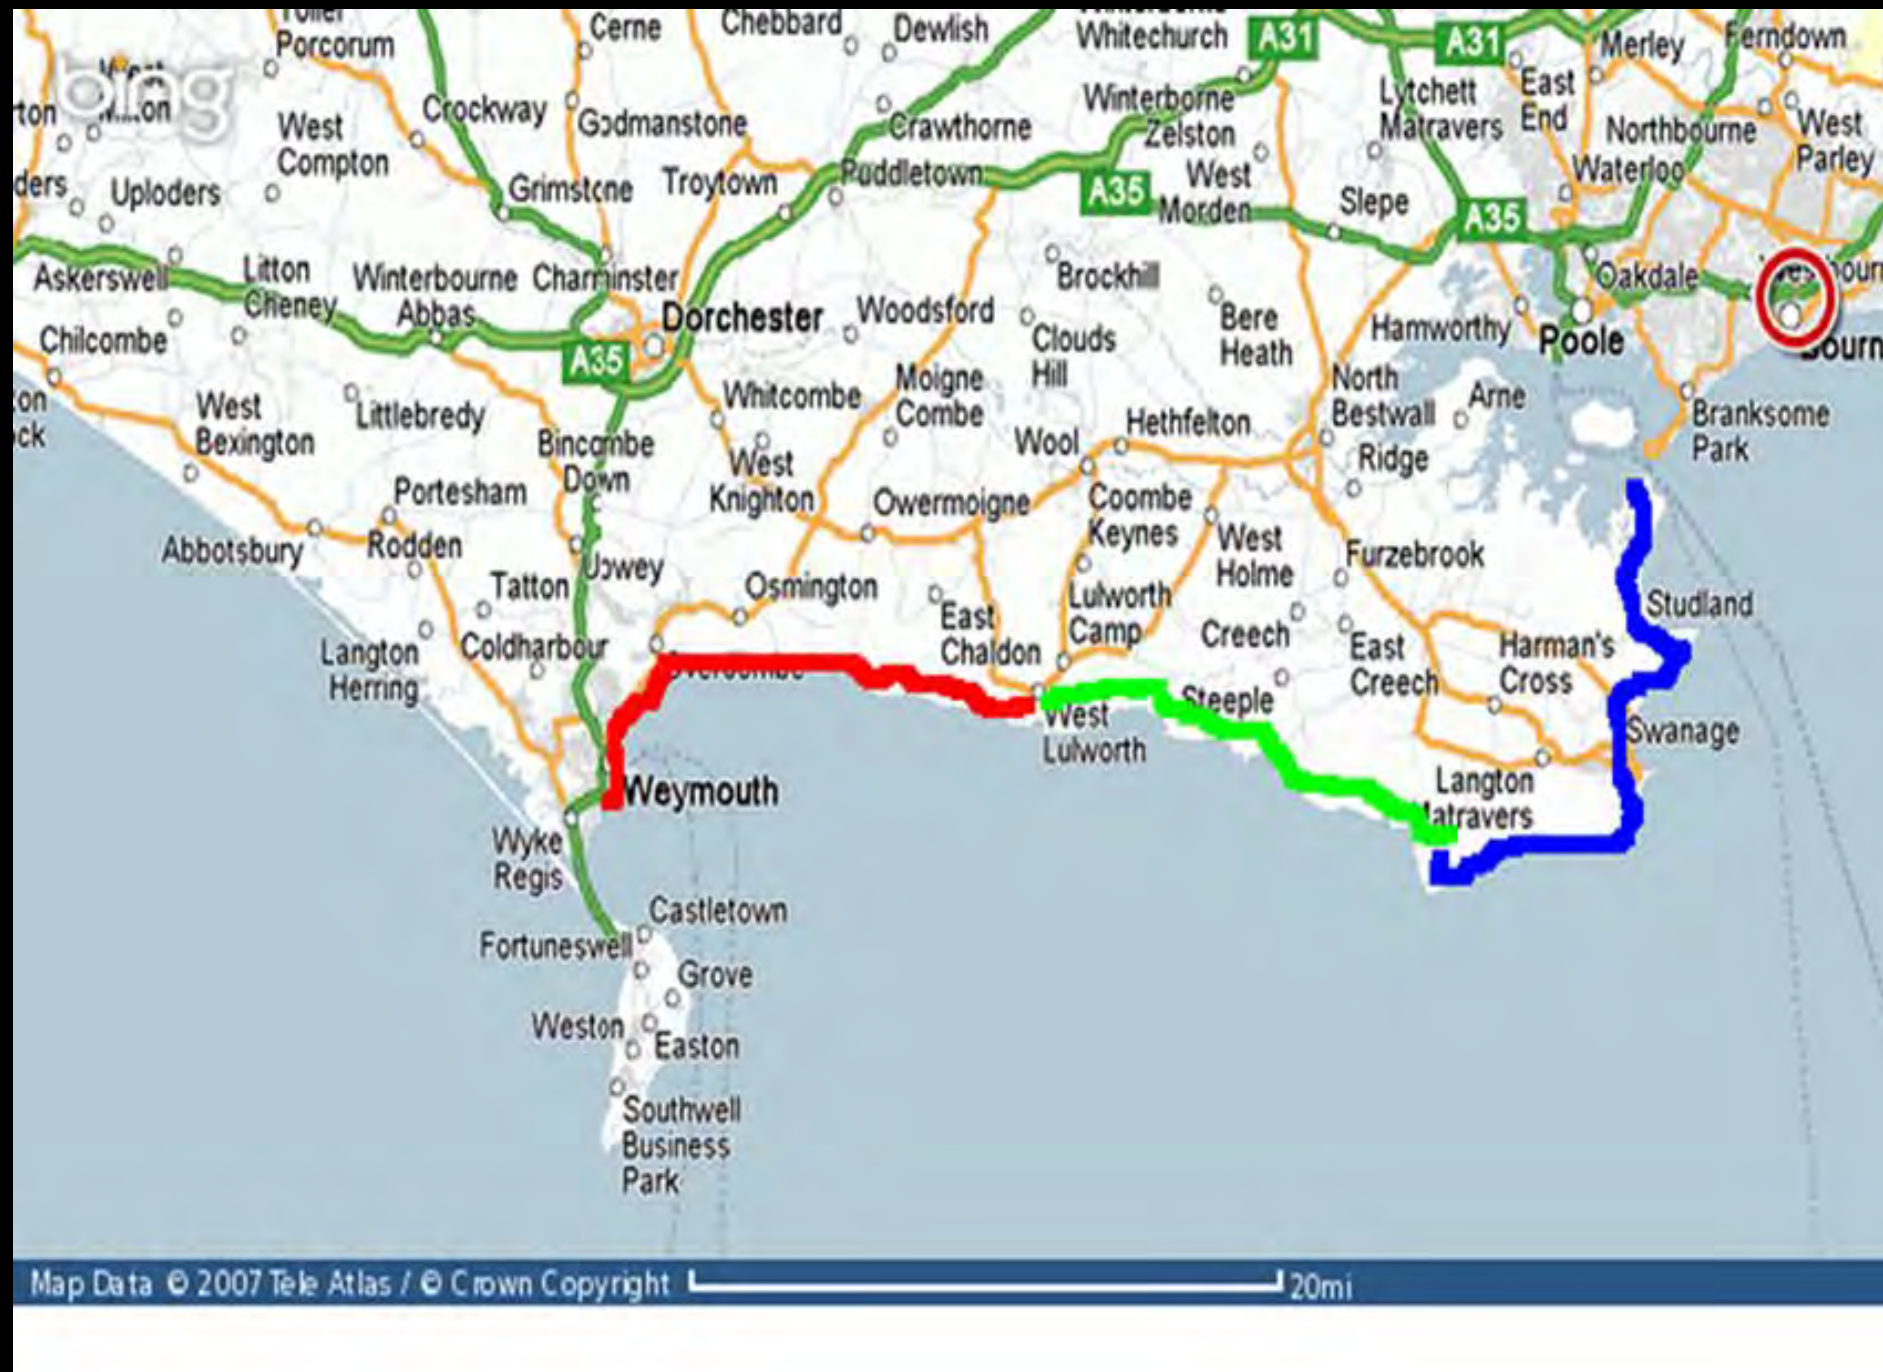 Porcorum
Cerne
Chebbard
Dewlish
Whitechurch
A31
A31
Merley
Ferndown
bing
West
Compton
Crockway
Godmanstone
Crawthorne
Winterborne
Zelston
Lytchett
Matravers
East
End
Northbourne
West
Parley
Uploders
Grimstone
Troytown
Puddletown
A35
West
Morden
Slepe
A35
Waterloo
Askerswell
Litton
Cheney
Winterbourne
Abbas
Charminster
Dorchester
Woodsford
Brockhill
Clouds
Hill
Bere
Heath
Hamworthy
Poole
Oakdale
Chilcombe
A35
West
Bexington
Littlebredy
Bincombe
Down
Whitcombe
Moigne
Combe
Wool
Hethfelton
North
Bestwall
Arne
Ridge
Branksome
Park
Portesham
West
Knighton
Owermoigne
Coombe
Keynes
West
Holme
Furzebrook
Abbotsbury
Rodden
Tatton
Upwey
Osmington
East
Chaldon
Lulworth
Camp
Creech
East
Creech
Harman's
Cross
Studland
Langton
Herring
Coldharbour
Overcombe
West
Lulworth
Steeple
Swanage
Weymouth
Langton
Matravers
Wyke
Regis
Castletown
Fortuneswell
Grove
Weston
Easton
Southwell
Business
Park
Map Data © 2007 Tele Atlas / © Crown Copyright 20mi